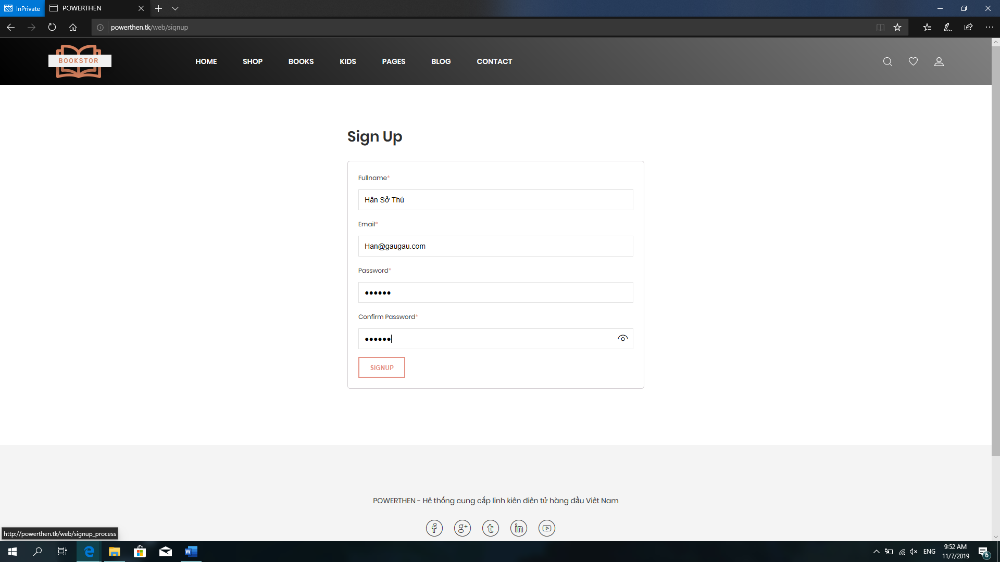 InPrivate
POWERTHEN
powerthen.tk/web/signup
BOOKSTOR
HOME SHOP BOOKS KIDS PAGES BLOG CONTACT
Sign Up
Fullname*
Hân Sở Thú
Email*
Han@gaugau.com
Password*
••••••
Confirm Password*
••••••
SIGNUP
POWERTHEN - Hệ thống cung cấp linh kiện điện tử hàng đầu Việt Nam
http://powerthen.tk/web/signup_process
ENG
9:52 AM
11/7/2019
6